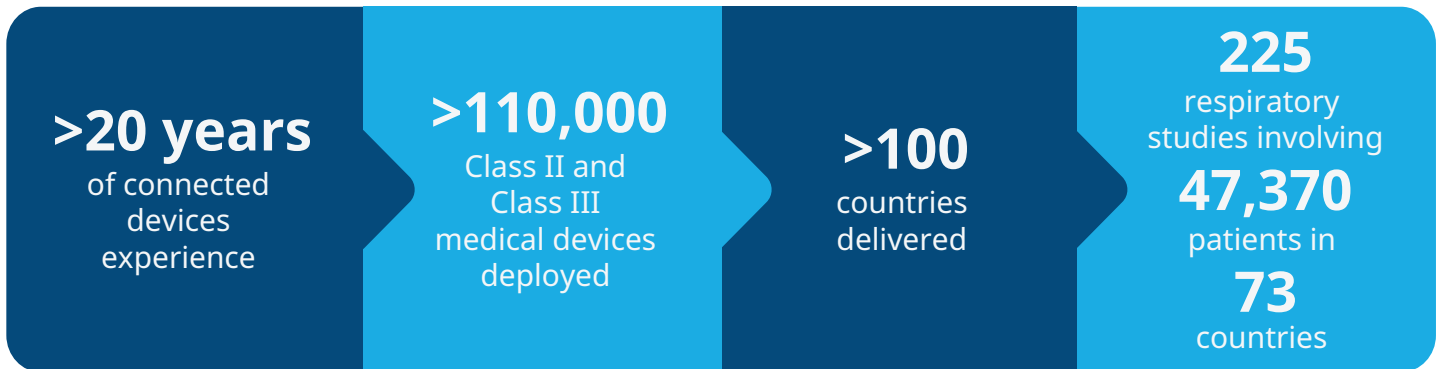 >20 years
of connected
devices
experience
>110,000
Class II and
Class III
medical devices
deployed
>100
countries
delivered
225
respiratory
studies involving
47,370
patients in
73
countries